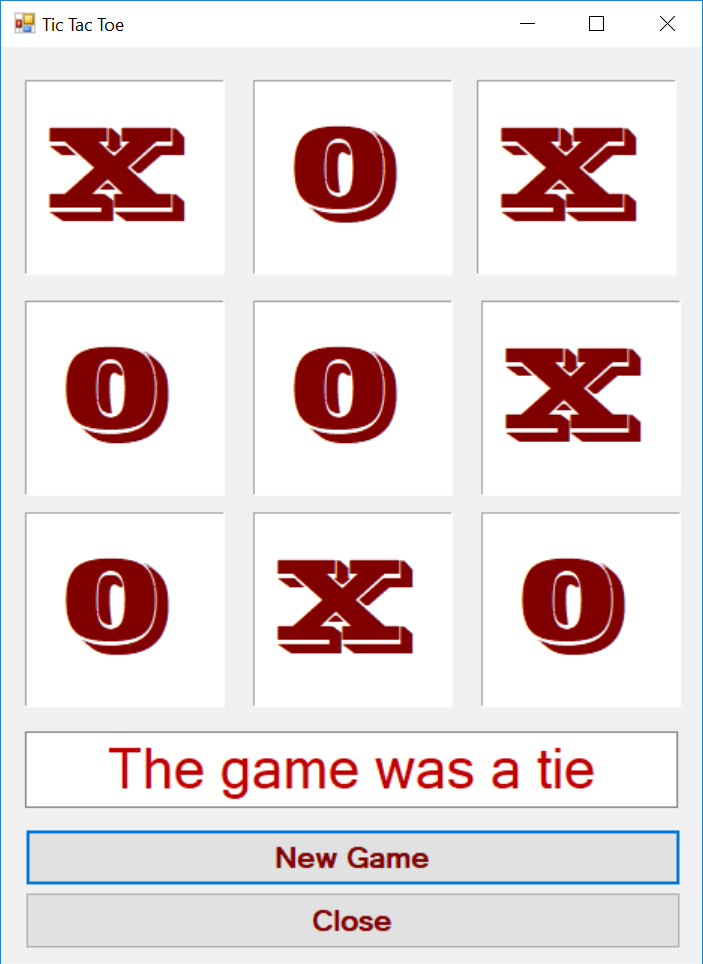 Tic Tac Toe
X O X
O O X
O X O
The game was a tie
New Game
Close